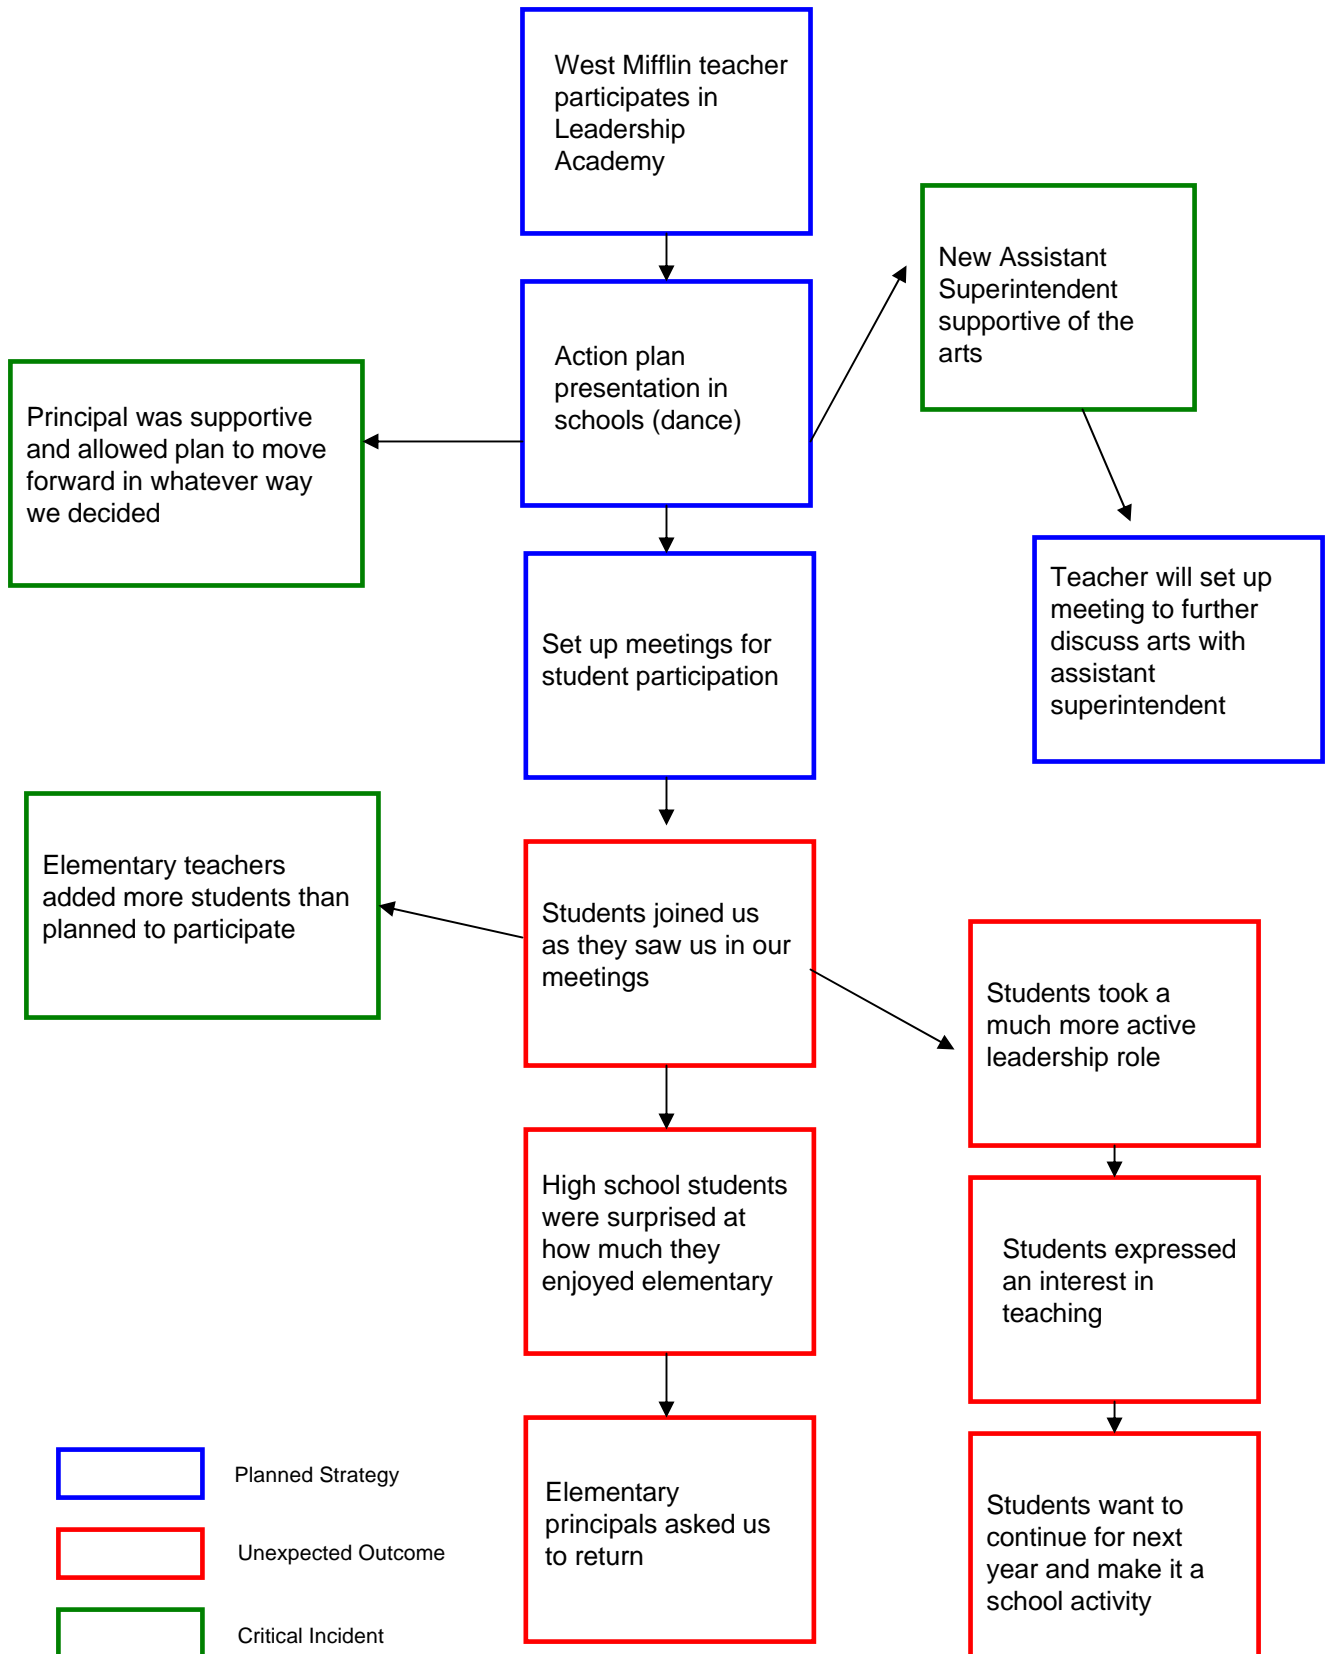 West Mifflin teacher
participates in
Leadership
Academy
New Assistant
Superintendent
supportive of the
arts
Action plan
presentation in
schools (dance)
Principal was supportive
and allowed plan to move
forward in whatever way
we decided
Teacher will set up
meeting to further
discuss arts with
assistant
superintendent
Set up meetings for
student participation
Elementary teachers
added more students than
planned to participate
Students joined us
as they saw us in our
meetings
Students took a
much more active
leadership role
High school students
were surprised at
how much they
enjoyed elementary
Students expressed
an interest in
teaching
Elementary
principals asked us
to return
Students want to
continue for next
year and make it a
school activity
Planned Strategy
Unexpected Outcome
Critical Incident